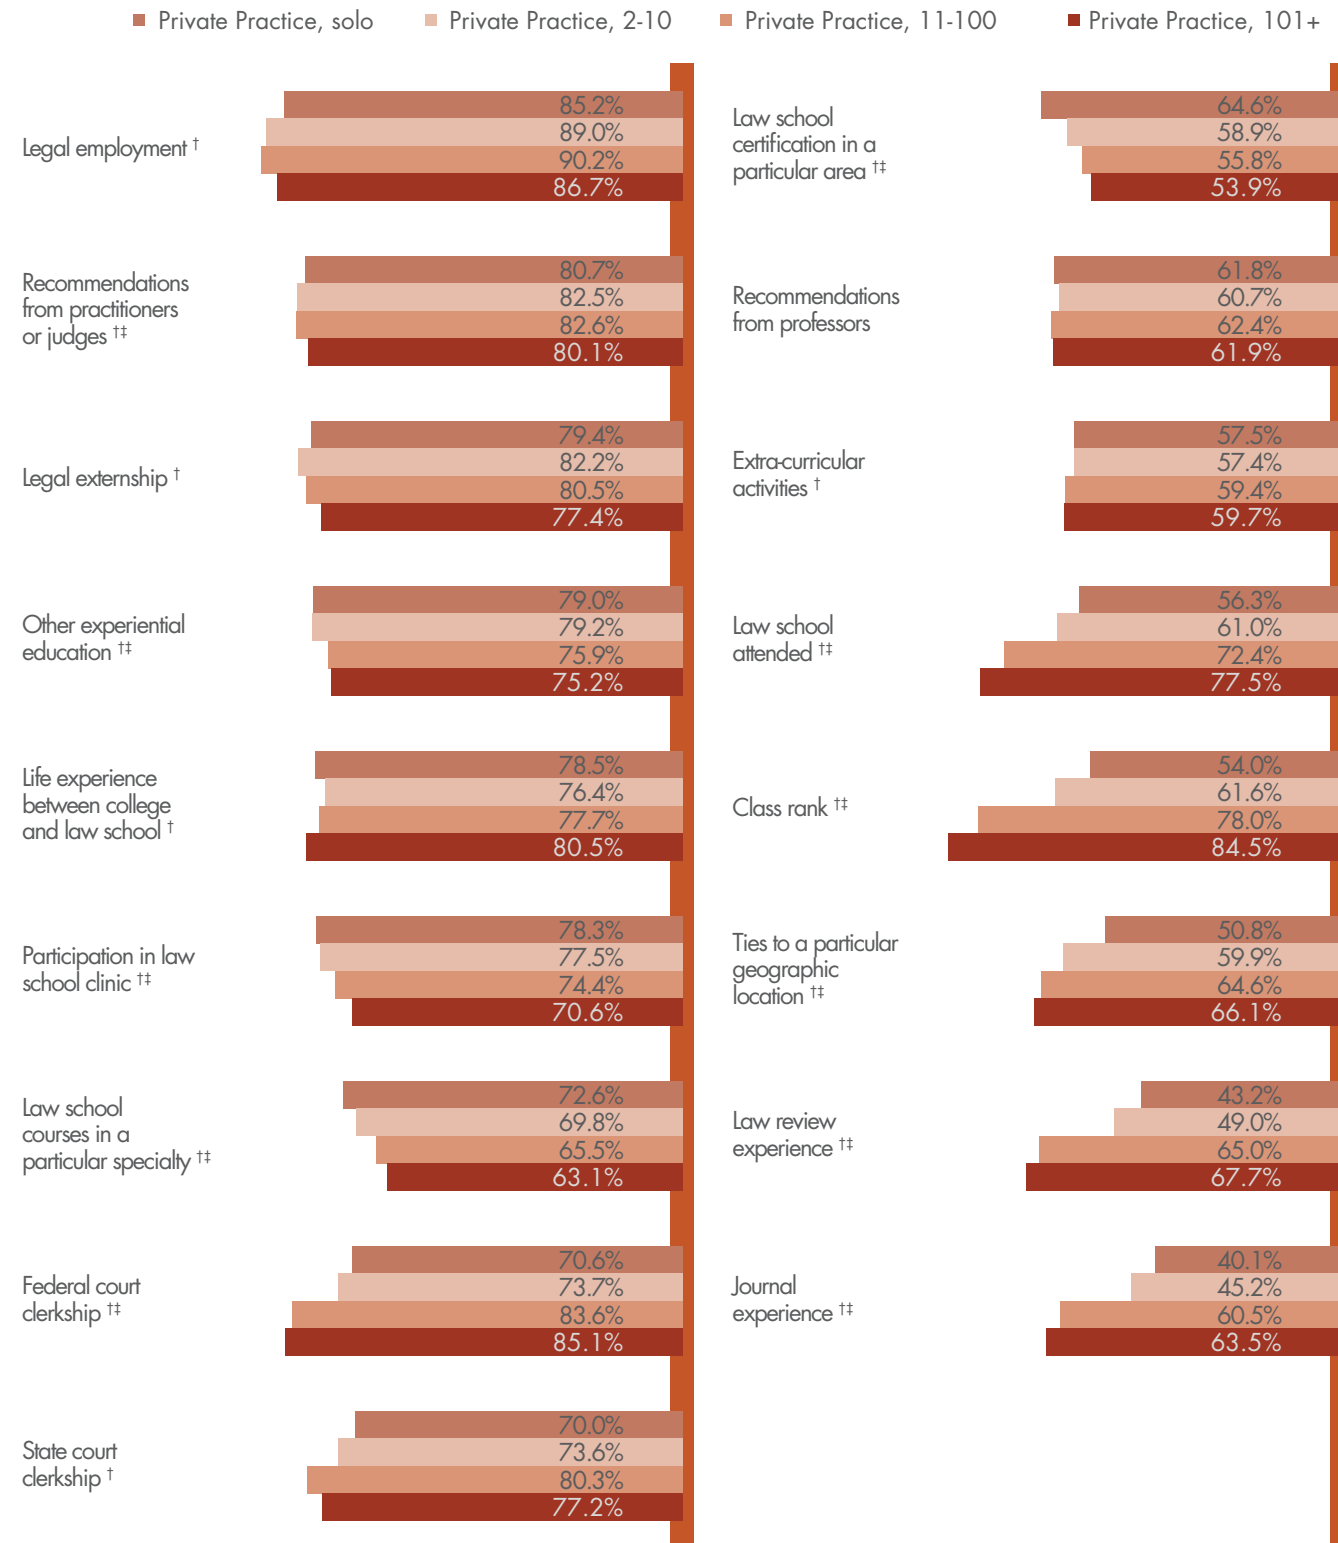 Private Practice, solo Private Practice, 2-10 Private Practice, 11-100 Private Practice, 101+
Legal employment †
85.2%
89.0%
90.2%
86.7%
Recommendations
from practitioners
or judges †‡
80.7%
82.5%
82.6%
80.1%
Legal externship †
79.4%
82.2%
80.5%
77.4%
Other experiential
education †‡
79.0%
79.2%
75.9%
75.2%
Life experience
between college
and law school †
78.5%
76.4%
77.7%
80.5%
Participation in law
school clinic †‡
78.3%
77.5%
74.4%
70.6%
Law school
courses in a
particular specialty †‡
72.6%
69.8%
65.5%
63.1%
Federal court
clerkship †‡
70.6%
73.7%
83.6%
85.1%
State court
clerkship †
70.0%
73.6%
80.3%
77.2%
Law school
certification in a
particular area †‡
64.6%
58.9%
55.8%
53.9%
Recommendations
from professors
61.8%
60.7%
62.4%
61.9%
Extra-curricular
activities †
57.5%
57.4%
59.4%
59.7%
Law school
attended †‡
56.3%
61.0%
72.4%
77.5%
Class rank †‡
54.0%
61.6%
78.0%
84.5%
Ties to a particular
geographic
location †‡
50.8%
59.9%
64.6%
66.1%
Law review
experience †‡
43.2%
49.0%
65.0%
67.7%
Journal
experience †‡
40.1%
45.2%
60.5%
63.5%